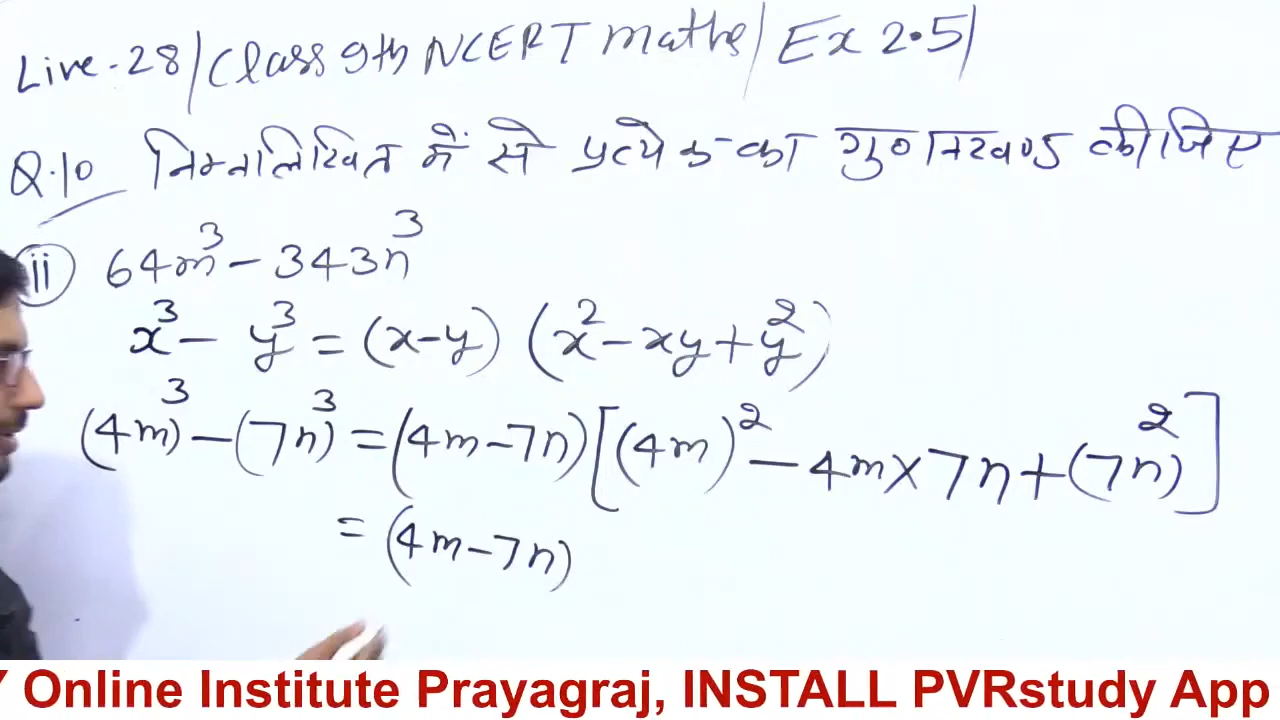 Live-28/Class 9th NCERT maths/Ex 2.5/
Q.10 निम्नलिखित में से प्रत्येक का गुणनखण्ड कीजिए
ii 64m³ - 343n³
x³ - y³ = (x-y) (x² - xy + y²)
(4m)³ - (7n)³ = (4m-7n) [(4m)² - 4m×7n + (7n)²]
= (4m-7n)
Y Online Institute Prayagraj, INSTALL PVRstudy App